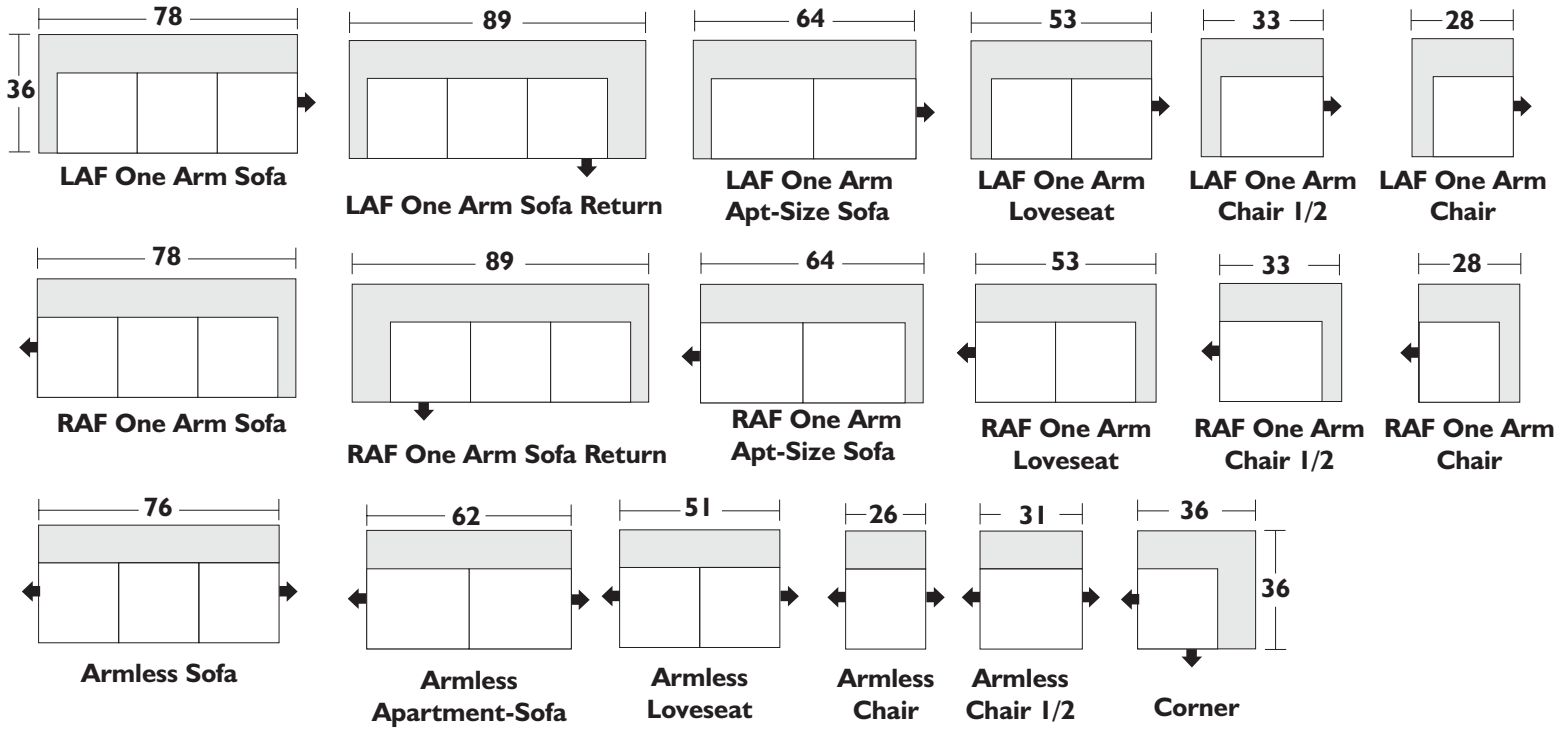 78
89
64
53
33
28
36
LAF One Arm Sofa
LAF One Arm Sofa Return
LAF One Arm
Apt-Size Sofa
LAF One Arm
Loveseat
LAF One Arm
Chair 1/2
LAF One Arm
Chair
78
89
64
53
33
28
RAF One Arm Sofa
RAF One Arm Sofa Return
RAF One Arm
Apt-Size Sofa
RAF One Arm
Loveseat
RAF One Arm
Chair 1/2
RAF One Arm
Chair
76
62
51
26
31
36
36
Armless Sofa
Armless
Apartment-Sofa
Armless
Loveseat
Armless
Chair
Armless
Chair 1/2
Corner